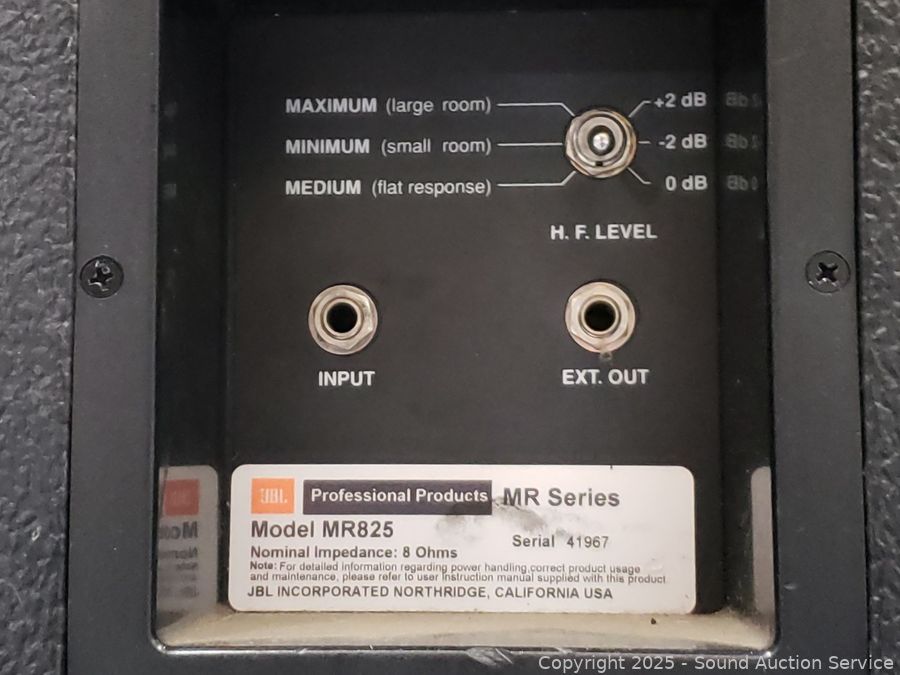 MAXIMUM (large room) +2 dB
MINIMUM (small room) -2 dB
MEDIUM (flat response) 0 dB
H. F. LEVEL
INPUT EXT. OUT
JBL Professional Products MR Series
Model MR825
Serial 41967
Nominal Impedance: 8 Ohms
Note: For detailed information regarding power handling,correct product usage
and maintenance, please refer to user instruction manual supplied with this product
JBL INCORPORATED NORTHRIDGE, CALIFORNIA USA
Copyright 2025 - Sound Auction Service